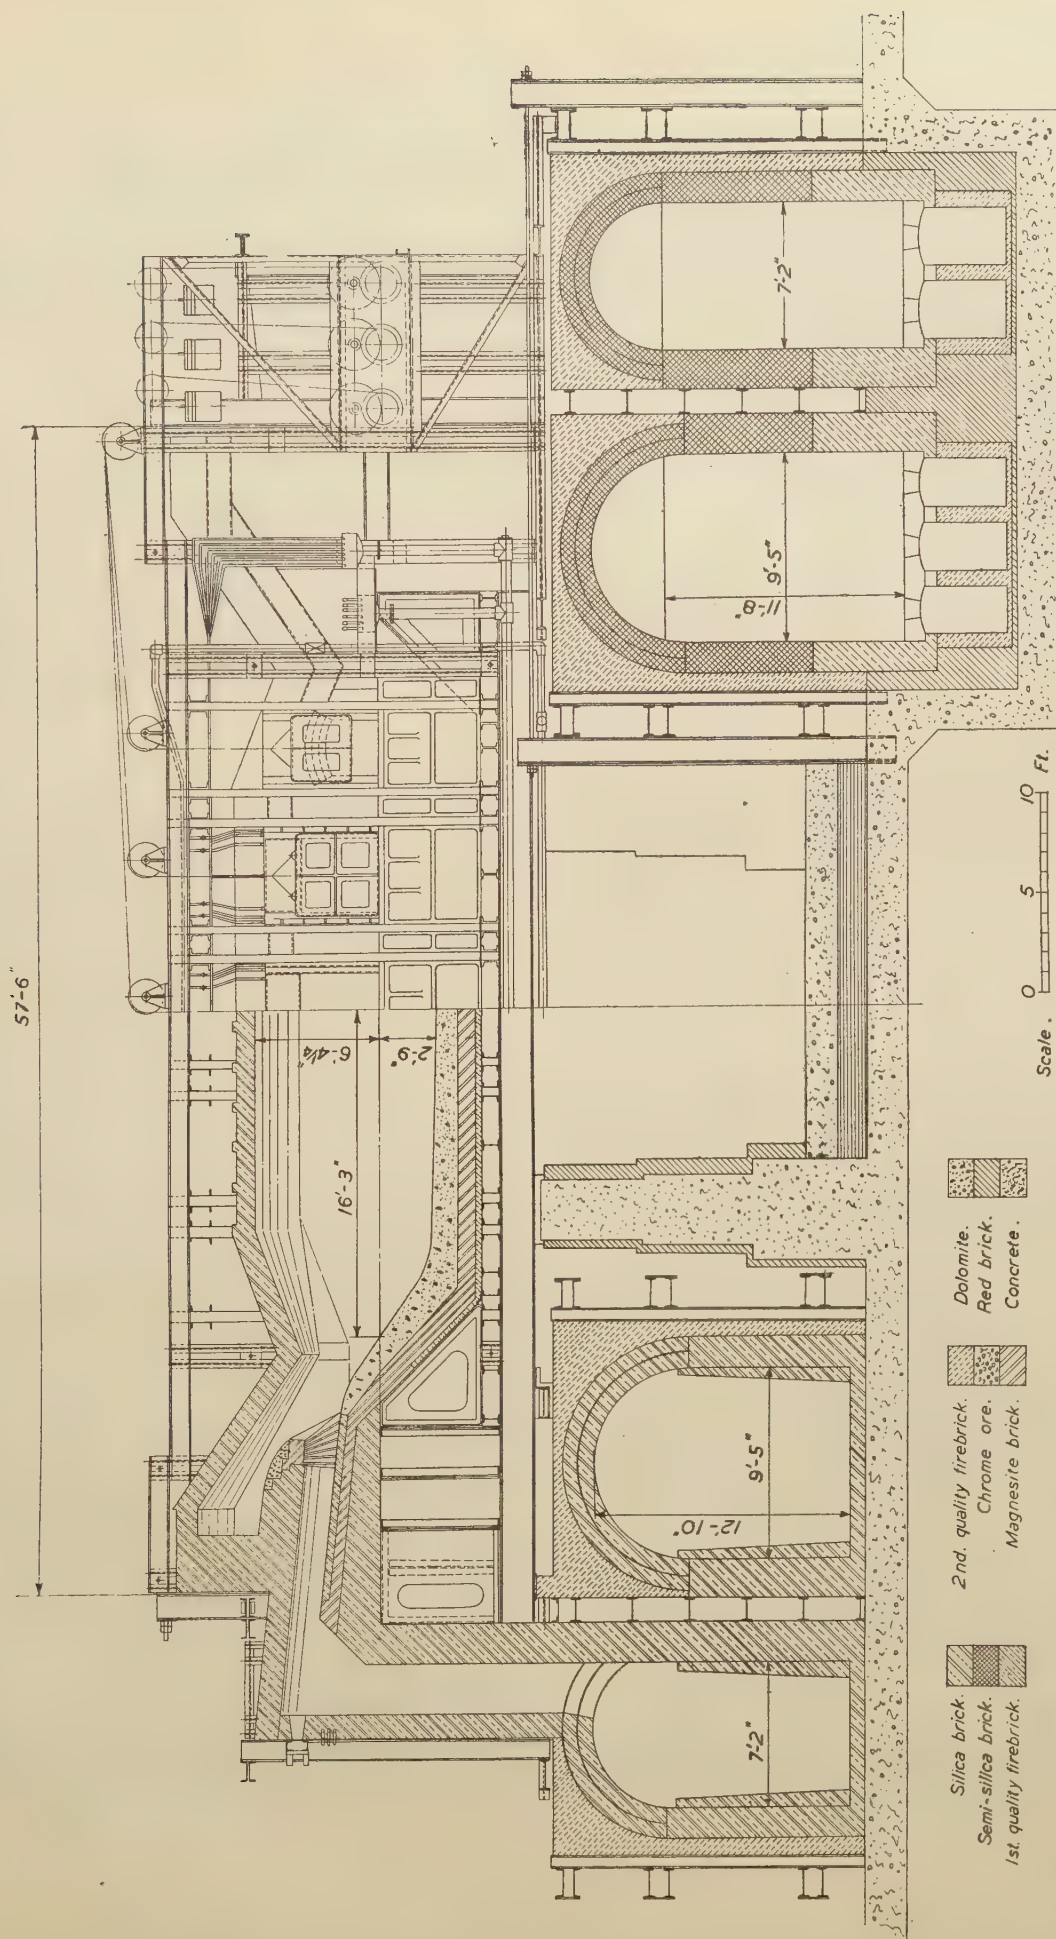 57'-6"
16'-3"
6'-4¼"
2'-9"
7'-2"
12'-10"
9'-5"
11'-8"
9'-5"
7'-2"
Silica brick.
Semi-silica brick.
1st. quality firebrick.
2nd. quality firebrick.
Chrome ore.
Magnesite brick.
Dolomite.
Red brick.
Concrete.
Scale. 0 5 10 Ft.